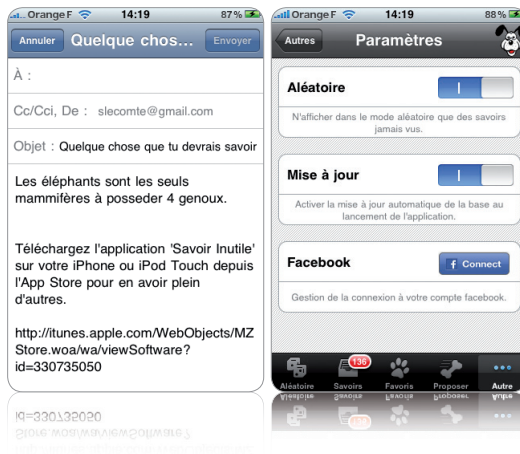 Orange F 14:19 87 %
Annuler Quelque chos... Envoyer
À :
Cc/Cci, De : slecomte@gmail.com
Objet : Quelque chose que tu devrais savoir
Les éléphants sont les seuls
mammifères à posseder 4 genoux.
Téléchargez l'application 'Savoir Inutile'
sur votre iPhone ou iPod Touch depuis
l'App Store pour en avoir plein
d'autres.
http://itunes.apple.com/WebObjects/MZ
Store.woa/wa/viewSoftware?
id=330735050
Orange F 14:19 88 %
Autres Paramètres
Aléatoire
N'afficher dans le mode aléatoire que des savoirs
jamais vus.
Mise à jour
Activer la mise à jour automatique de la base au
lancement de l'application.
Facebook f Connect
Gestion de la connexion à votre compte facebook.
136
Aléatoire Savoirs Favoris Proposer Autre